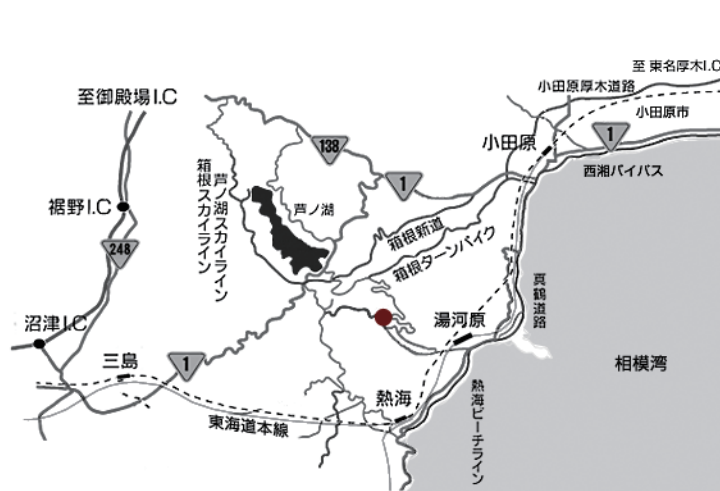 至 東名厚木I.C
小田原厚木道路
至御殿場I.C
小田原市
138
小田原
1
1
西湘バイパス
芦ノ湖スカイライン
箱根スカイライン
裾野I.C
芦ノ湖
248
箱根新道
箱根ターンパイク
真鶴道路
沼津I.C
湯河原
三島
1
相模湾
熱海
熱海ビーチライン
東海道本線